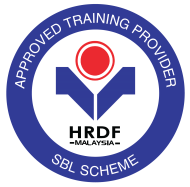 APPROVED TRAINING PROVIDER
HRDF
-MALAYSIA-
SBL SCHEME